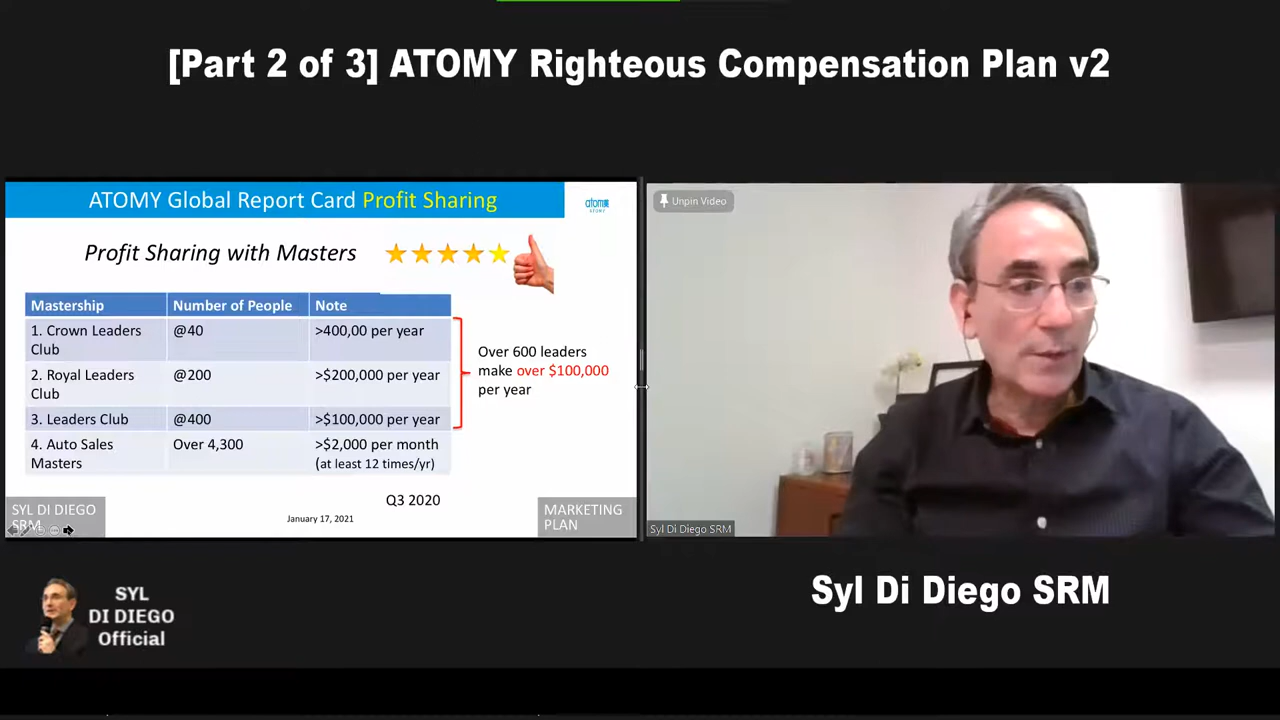 [Part 2 of 3] ATOMY Righteous Compensation Plan v2
ATOMY Global Report Card Profit Sharing
atom
ATOMY
Profit Sharing with Masters
Mastership Number of People Note
1. Crown Leaders Club @40 >400,00 per year
2. Royal Leaders Club @200 >$200,000 per year
3. Leaders Club @400 >$100,000 per year
4. Auto Sales Masters Over 4,300 >$2,000 per month
(at least 12 times/yr)
Over 600 leaders
make over $100,000
per year
Q3 2020
January 17, 2021
SYL DI DIEGO
SRM
MARKETING
PLAN
Unpin Video
Syl Di Diego SRM
SYL
DI DIEGO
Official
Syl Di Diego SRM